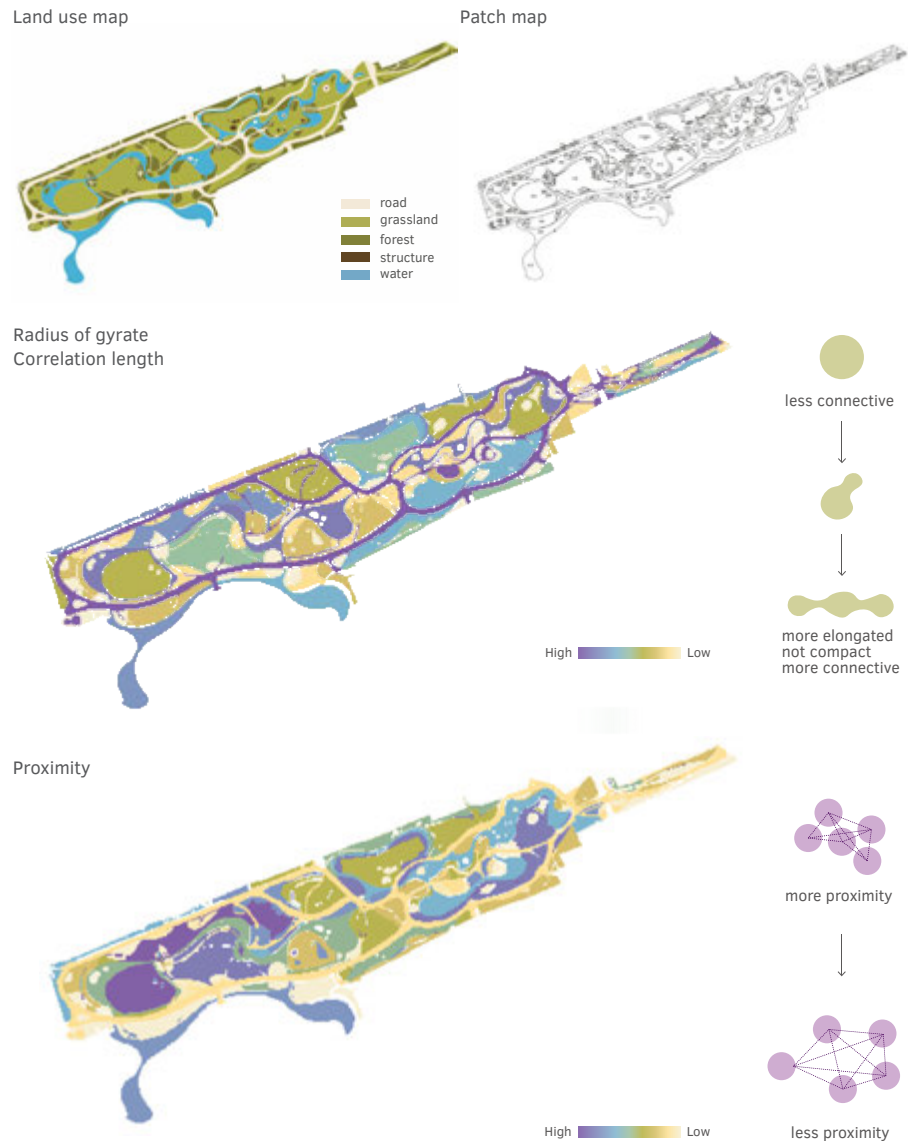 Land use map
Patch map
road
grassland
forest
structure
water
Radius of gyrate
Correlation length
less connective
more elongated
not compact
more connective
High
Low
Proximity
more proximity
less proximity
High
Low